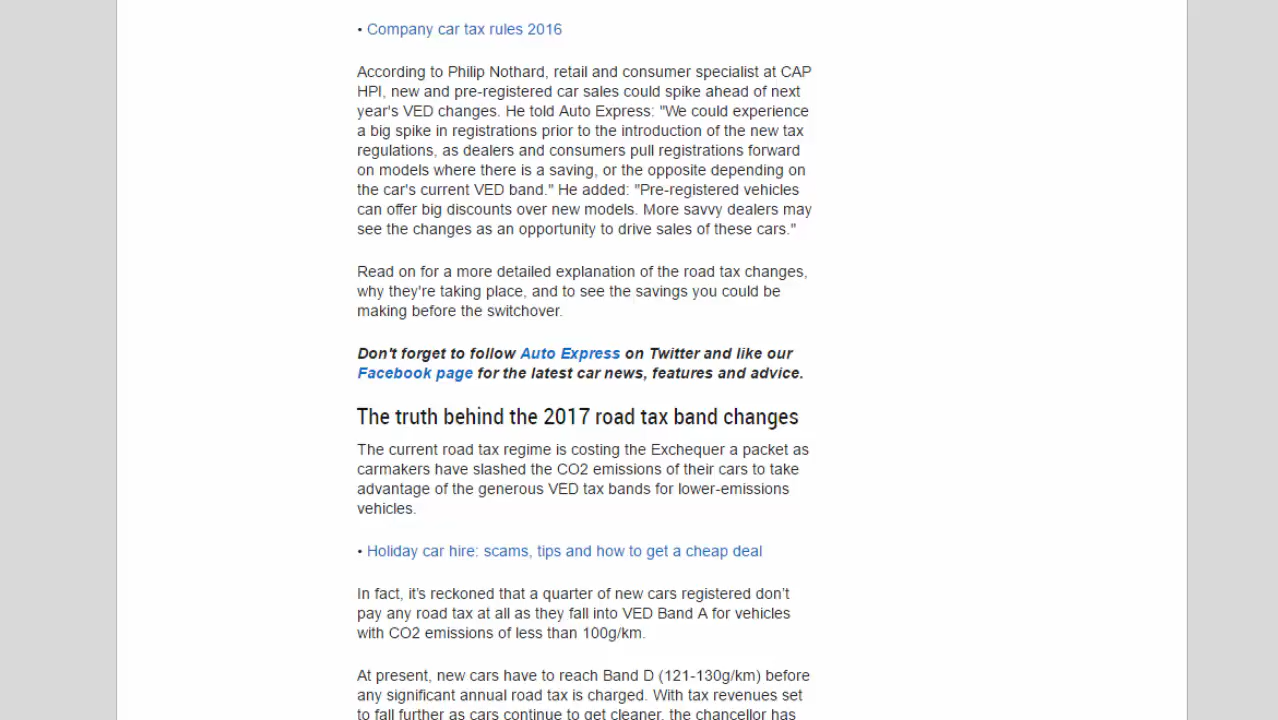 • Company car tax rules 2016
According to Philip Nothard, retail and consumer specialist at CAP
HPI, new and pre-registered car sales could spike ahead of next
year's VED changes. He told Auto Express: "We could experience
a big spike in registrations prior to the introduction of the new tax
regulations, as dealers and consumers pull registrations forward
on models where there is a saving, or the opposite depending on
the car's current VED band." He added: "Pre-registered vehicles
can offer big discounts over new models. More savvy dealers may
see the changes as an opportunity to drive sales of these cars."
Read on for a more detailed explanation of the road tax changes,
why they're taking place, and to see the savings you could be
making before the switchover.
Don't forget to follow Auto Express on Twitter and like our
Facebook page for the latest car news, features and advice.
The truth behind the 2017 road tax band changes
The current road tax regime is costing the Exchequer a packet as
carmakers have slashed the CO2 emissions of their cars to take
advantage of the generous VED tax bands for lower-emissions
vehicles.
• Holiday car hire: scams, tips and how to get a cheap deal
In fact, it’s reckoned that a quarter of new cars registered don’t
pay any road tax at all as they fall into VED Band A for vehicles
with CO2 emissions of less than 100g/km.
At present, new cars have to reach Band D (121-130g/km) before
any significant annual road tax is charged. With tax revenues set
to fall further as cars continue to get cleaner, the chancellor has